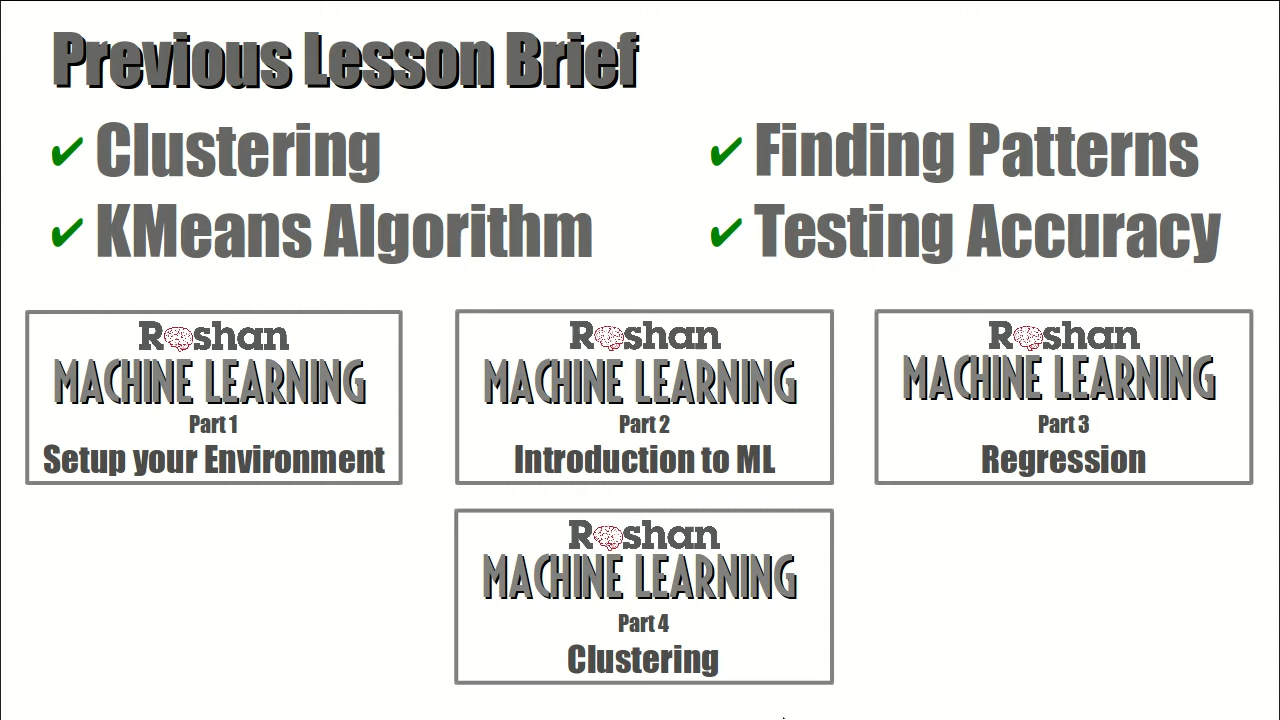 Previous Lesson Brief
✔ Clustering
✔ Finding Patterns
✔ KMeans Algorithm
✔ Testing Accuracy
Roshan
MACHINE LEARNING
Part 1
Setup your Environment
Roshan
MACHINE LEARNING
Part 2
Introduction to ML
Roshan
MACHINE LEARNING
Part 3
Regression
Roshan
MACHINE LEARNING
Part 4
Clustering